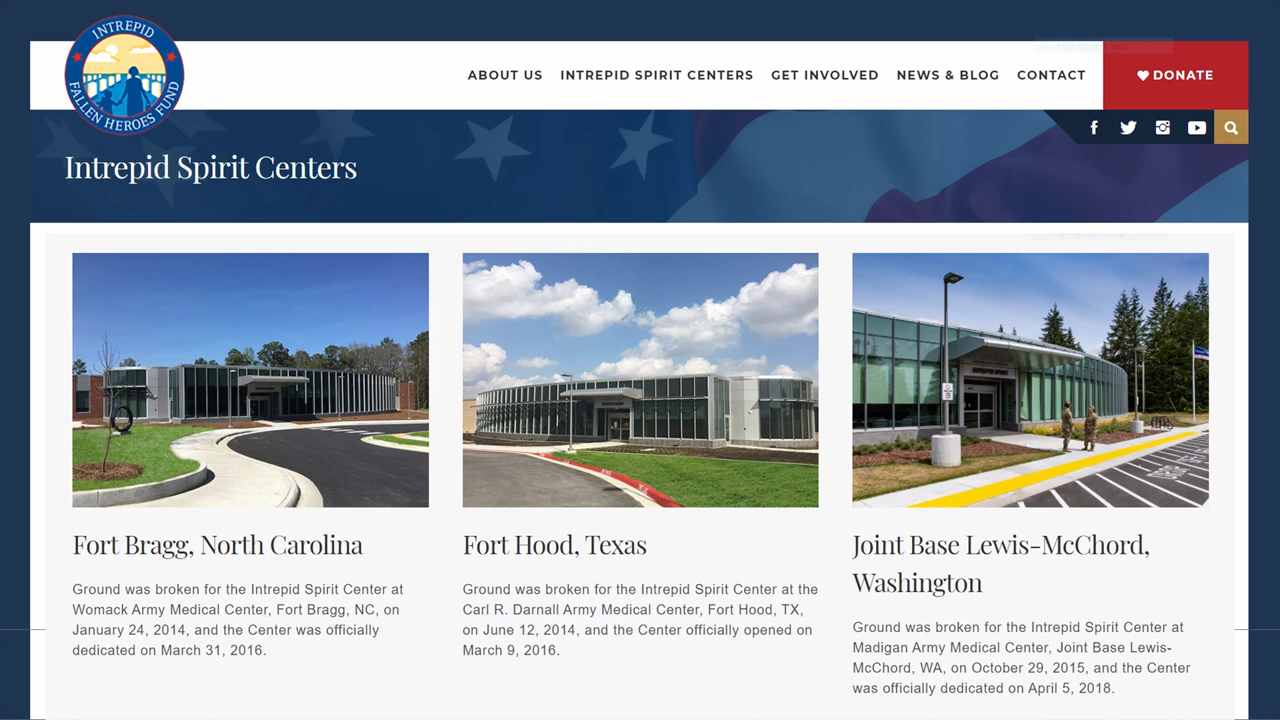 INTREPID
FALLEN HEROES FUND
ABOUT US INTREPID SPIRIT CENTERS GET INVOLVED NEWS & BLOG CONTACT DONATE
Intrepid Spirit Centers
Fort Bragg, North Carolina
Ground was broken for the Intrepid Spirit Center at
Womack Army Medical Center, Fort Bragg, NC, on
January 24, 2014, and the Center was officially
dedicated on March 31, 2016.
Fort Hood, Texas
Ground was broken for the Intrepid Spirit Center at the
Carl R. Darnall Army Medical Center, Fort Hood, TX,
on June 12, 2014, and the Center officially opened on
March 9, 2016.
Joint Base Lewis-McChord,
Washington
Ground was broken for the Intrepid Spirit Center at
Madigan Army Medical Center, Joint Base Lewis-
McChord, WA, on October 29, 2015, and the Center
was officially dedicated on April 5, 2018.